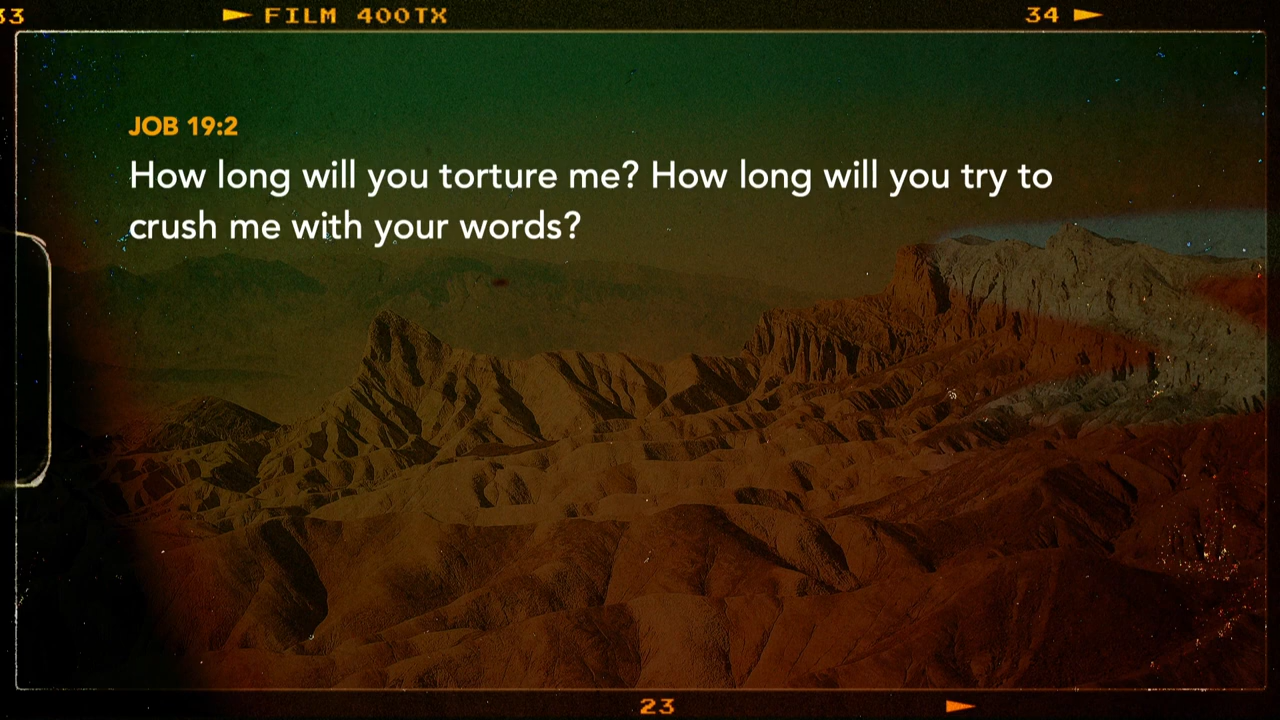 33 FILM 400TX 34
JOB 19:2
How long will you torture me? How long will you try to
crush me with your words?
23